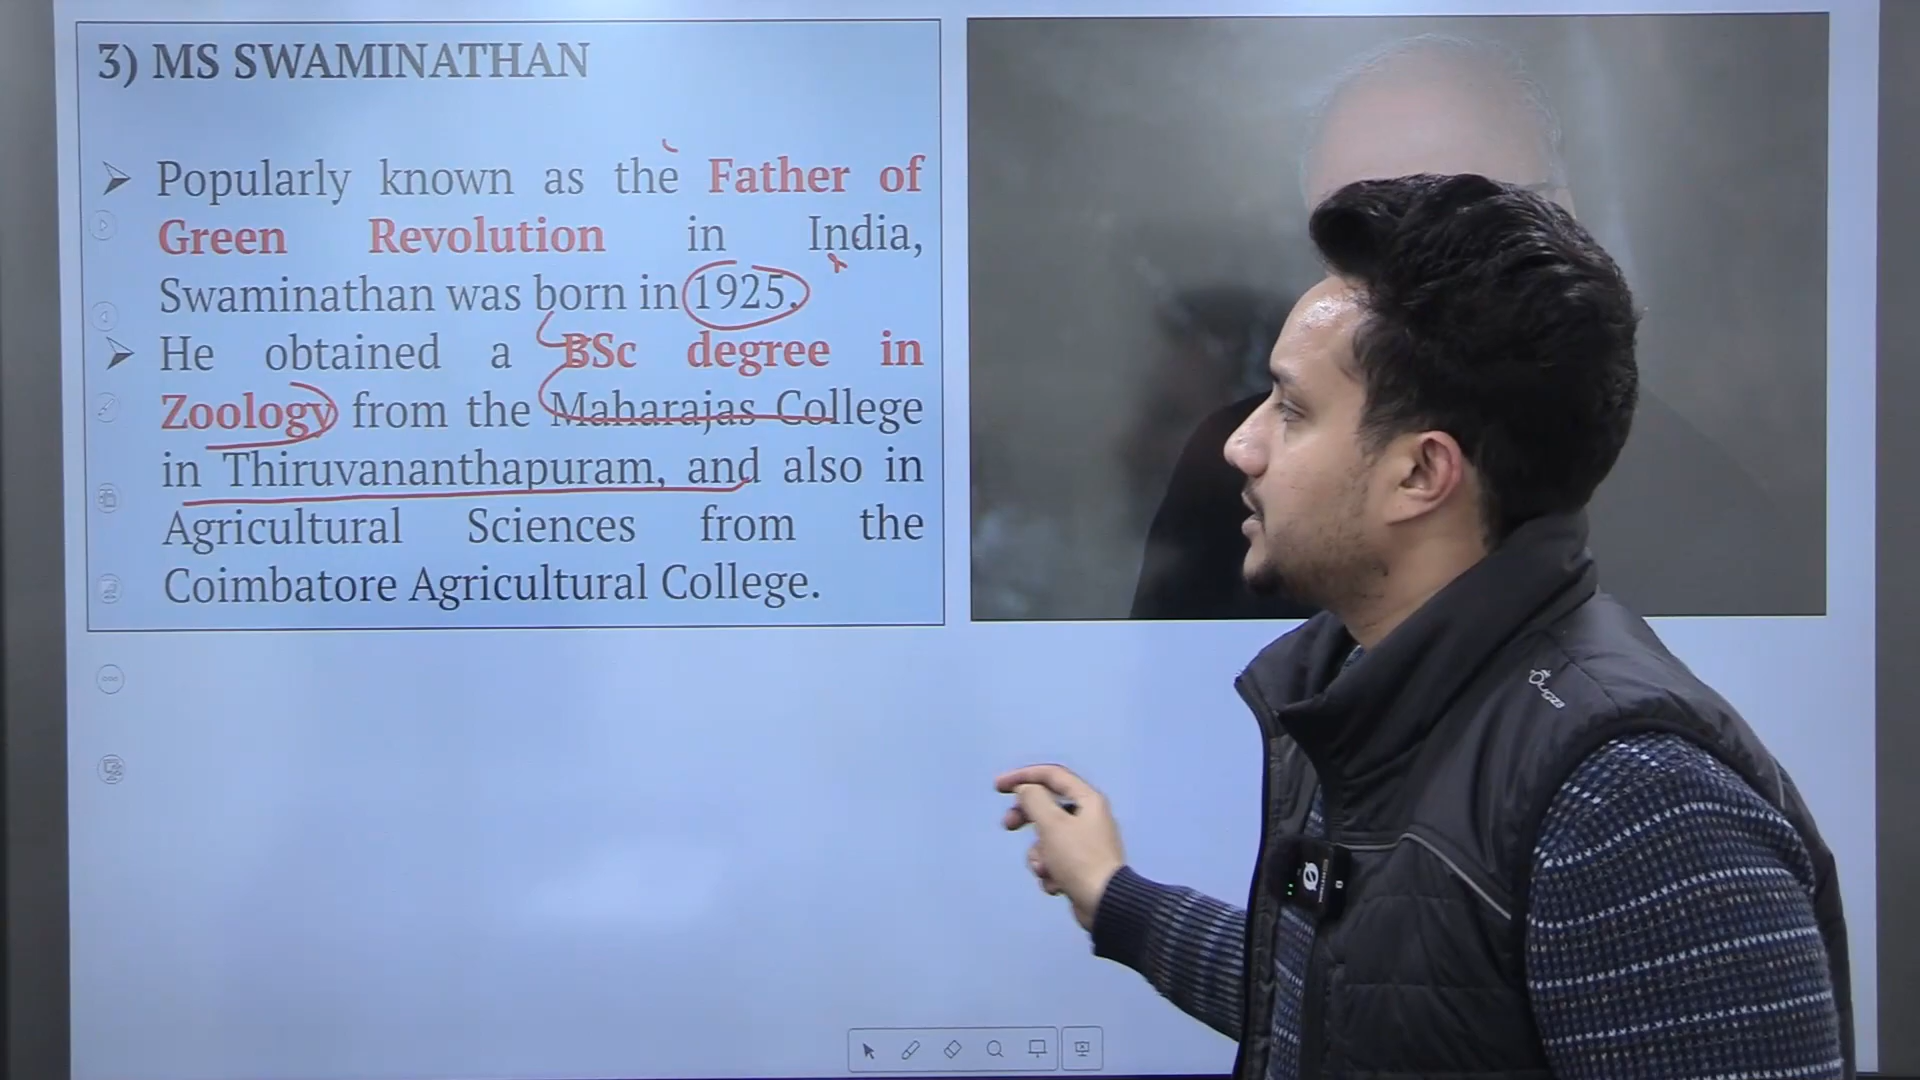 3) MS SWAMINATHAN
Popularly known as the Father of
Green Revolution in India,
Swaminathan was born in 1925.
He obtained a BSc degree in
Zoology from the Maharajas College
in Thiruvananthapuram, and also in
Agricultural Sciences from the
Coimbatore Agricultural College.